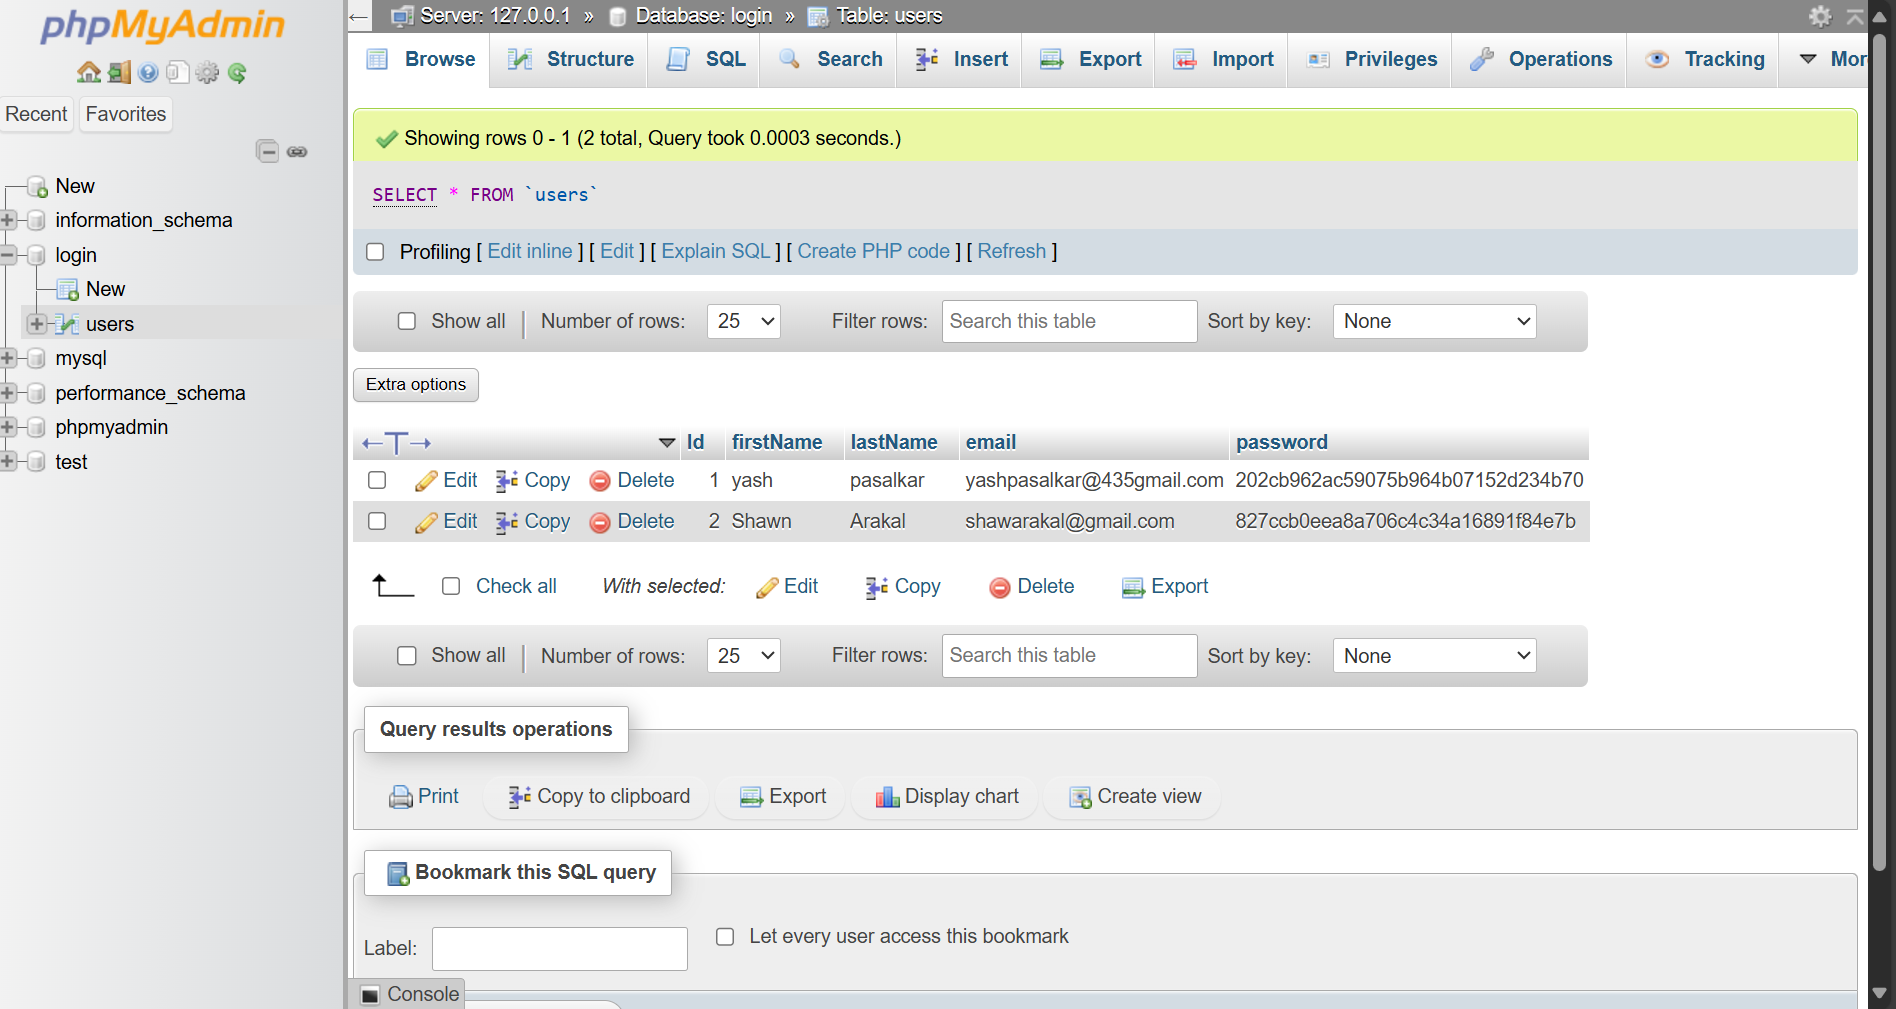 phpMyAdmin
Recent Favorites
New
information_schema
login
New
users
mysql
performance_schema
phpmyadmin
test
Server: 127.0.0.1 » Database: login » Table: users
Browse Structure SQL Search Insert Export Import Privileges Operations Tracking Mor
Showing rows 0 - 1 (2 total, Query took 0.0003 seconds.)
SELECT * FROM `users`
Profiling [ Edit inline ] [ Edit ] [ Explain SQL ] [ Create PHP code ] [ Refresh ]
Show all | Number of rows: 25 Filter rows: Search this table Sort by key: None
Extra options
←T→ Id firstName lastName email password
Edit Copy Delete 1 yash pasalkar yashpasalkar@435gmail.com 202cb962ac59075b964b07152d234b70
Edit Copy Delete 2 Shawn Arakal shawarakal@gmail.com 827ccb0eea8a706c4c34a16891f84e7b
Check all With selected: Edit Copy Delete Export
Show all | Number of rows: 25 Filter rows: Search this table Sort by key: None
Query results operations
Print Copy to clipboard Export Display chart Create view
Bookmark this SQL query
Label: Let every user access this bookmark
Console